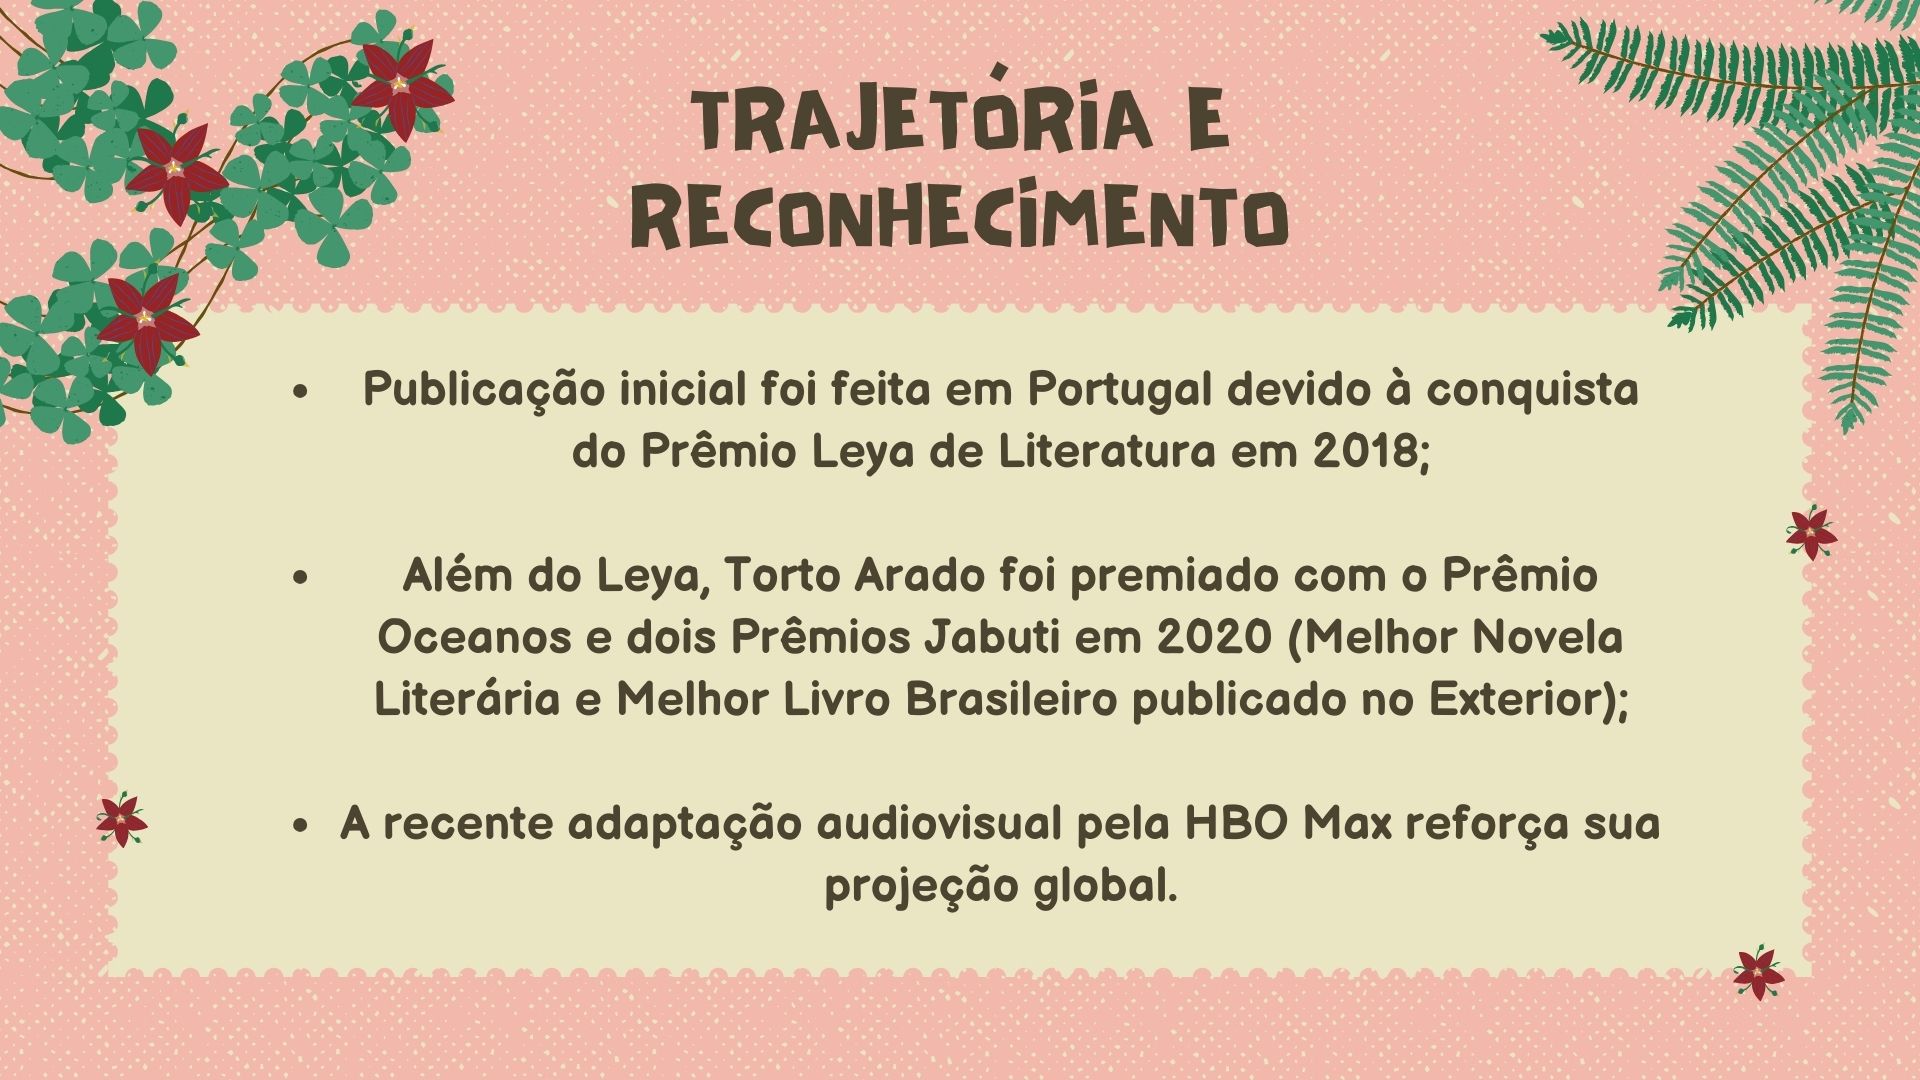 TRAJETÓRIA E
RECONHECIMENTO
• Publicação inicial foi feita em Portugal devido à conquista
do Prêmio Leya de Literatura em 2018;
• Além do Leya, Torto Arado foi premiado com o Prêmio
Oceanos e dois Prêmios Jabuti em 2020 (Melhor Novela
Literária e Melhor Livro Brasileiro publicado no Exterior);
• A recente adaptação audiovisual pela HBO Max reforça sua
projeção global.